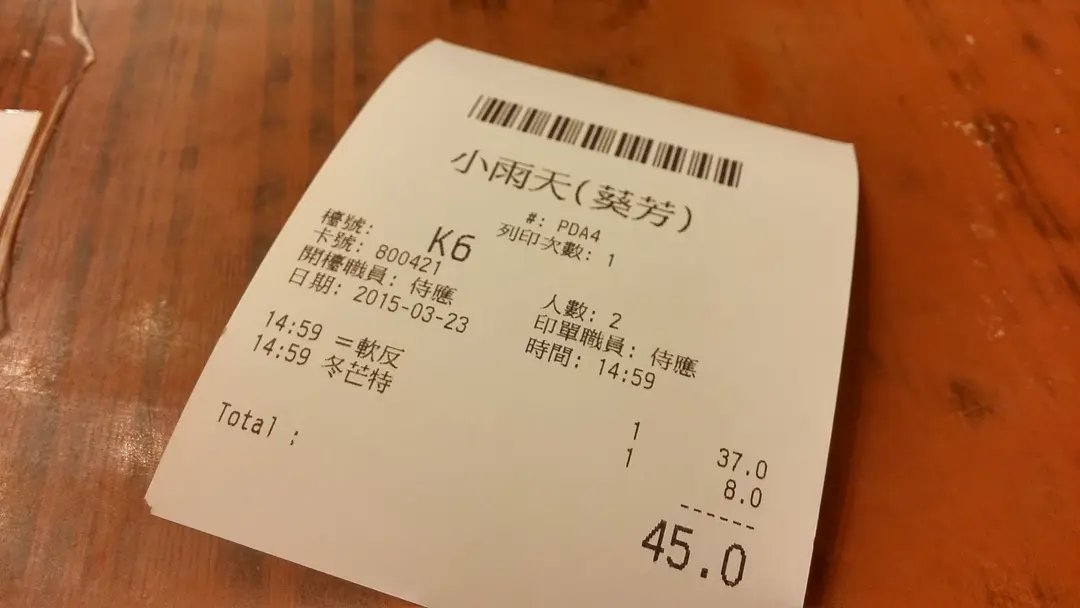 小雨天(葵芳)
#: PDA4
檯號: K6 列印次數: 1
卡號: 800421
開檯職員: 侍應 人數: 2
日期: 2015-03-23 印單職員: 侍應
時間: 14:59
14:59 =軟反 1 37.0
14:59 冬芒特 1 8.0
Total : 45.0